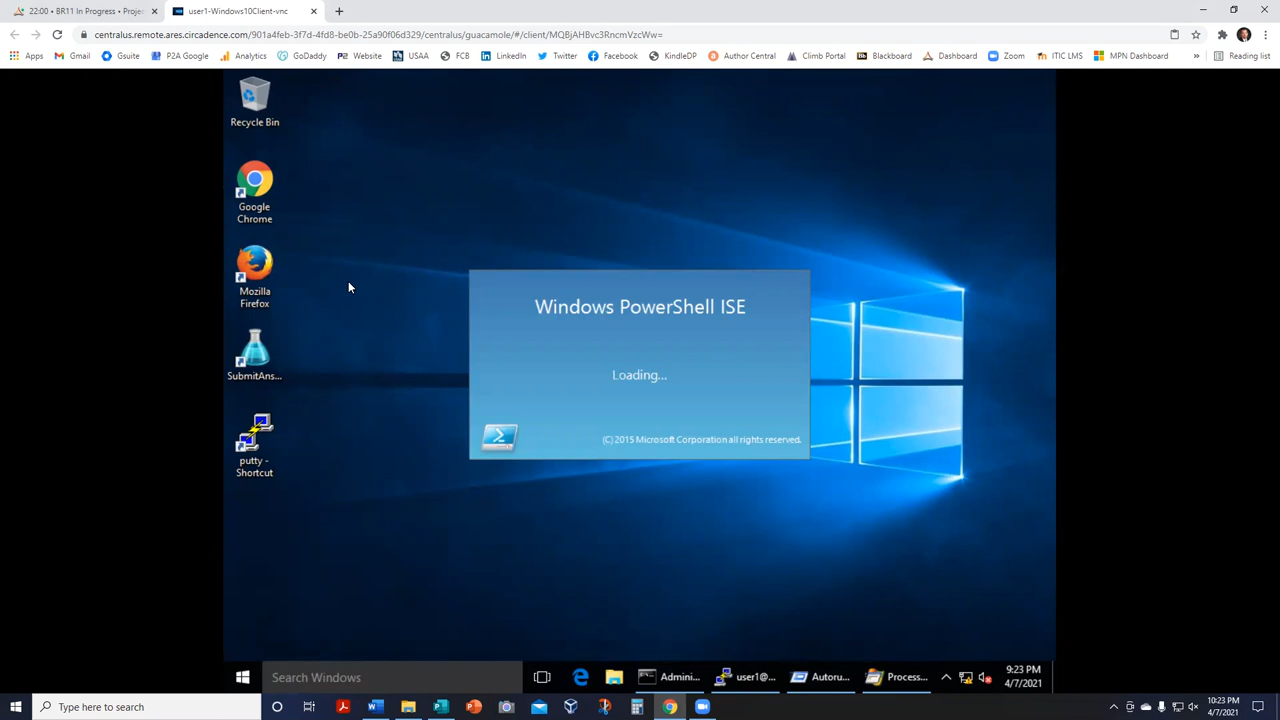 22:00 - BR11 In Progress - Projec
user1-Windows10Client-vnc
centralus.remote.ares.circadence.com/901a4feb-3f7d-4fd8-be0b-25a90f06d329/centralus/guacamole/#/client/MQBjAHBvc3RncmVzcWw=
Apps
Gmail
Gsuite
P2A Google
Analytics
GoDaddy
Website
USAA
FCB
LinkedIn
Twitter
Facebook
KindleDP
Author Central
Climb Portal
Blackboard
Dashboard
Zoom
ITIC LMS
MPN Dashboard
»
Reading list
Recycle Bin
Google
Chrome
Mozilla
Firefox
SubmitAns...
putty -
Shortcut
Windows PowerShell ISE
Loading...
(C) 2015 Microsoft Corporation all rights reserved.
Search Windows
Admini...
user1@...
Autoru...
Process...
9:23 PM
4/7/2021
Type here to search
10:23 PM
4/7/2021